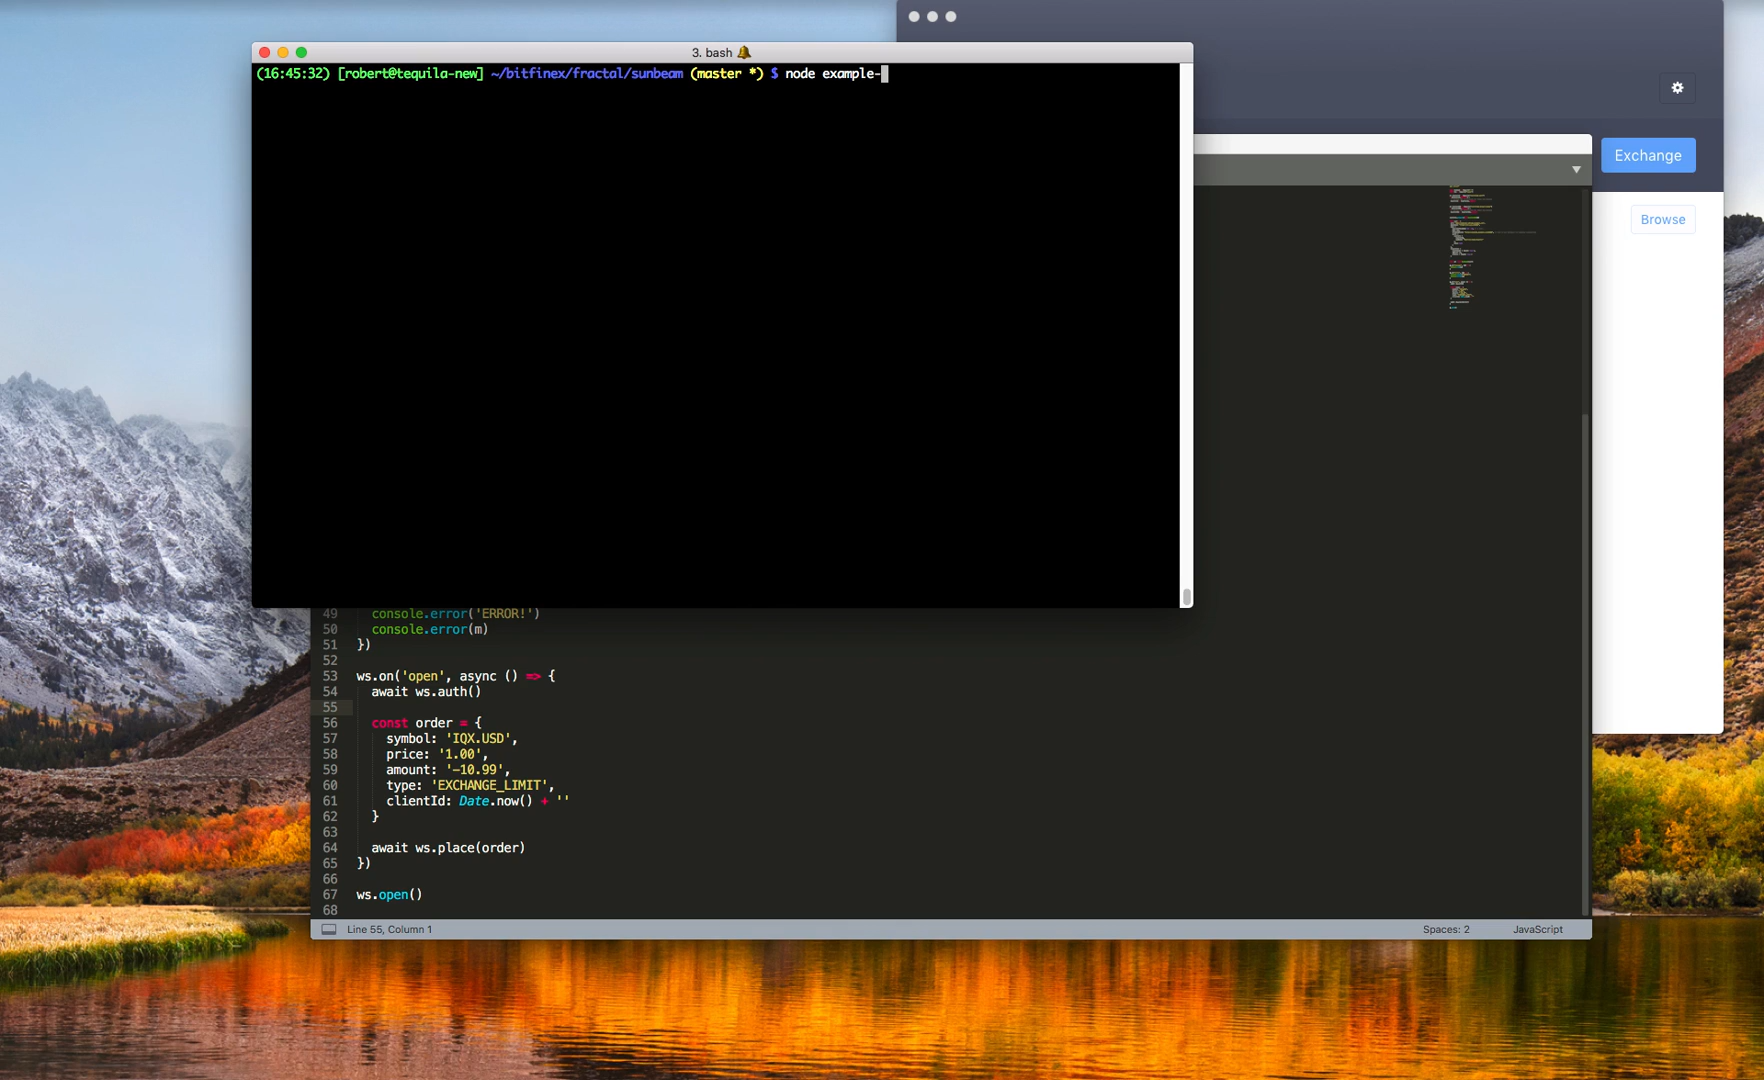 3. bash 🔔
(16:45:32) [robert@tequila-new] ~/bitfinex/fractal/sunbeam (master *) $ node example-
Exchange
Browse
49 console.error('ERROR!')
50 console.error(m)
51 })
52
53 ws.on('open', async () => {
54 await ws.auth()
55
56 const order = {
57 symbol: 'IQX.USD',
58 price: '1.00',
59 amount: '-10.99',
60 type: 'EXCHANGE_LIMIT',
61 clientId: Date.now() + ''
62 }
63
64 await ws.place(order)
65 })
66
67 ws.open()
68
Line 55, Column 1 Spaces: 2 JavaScript